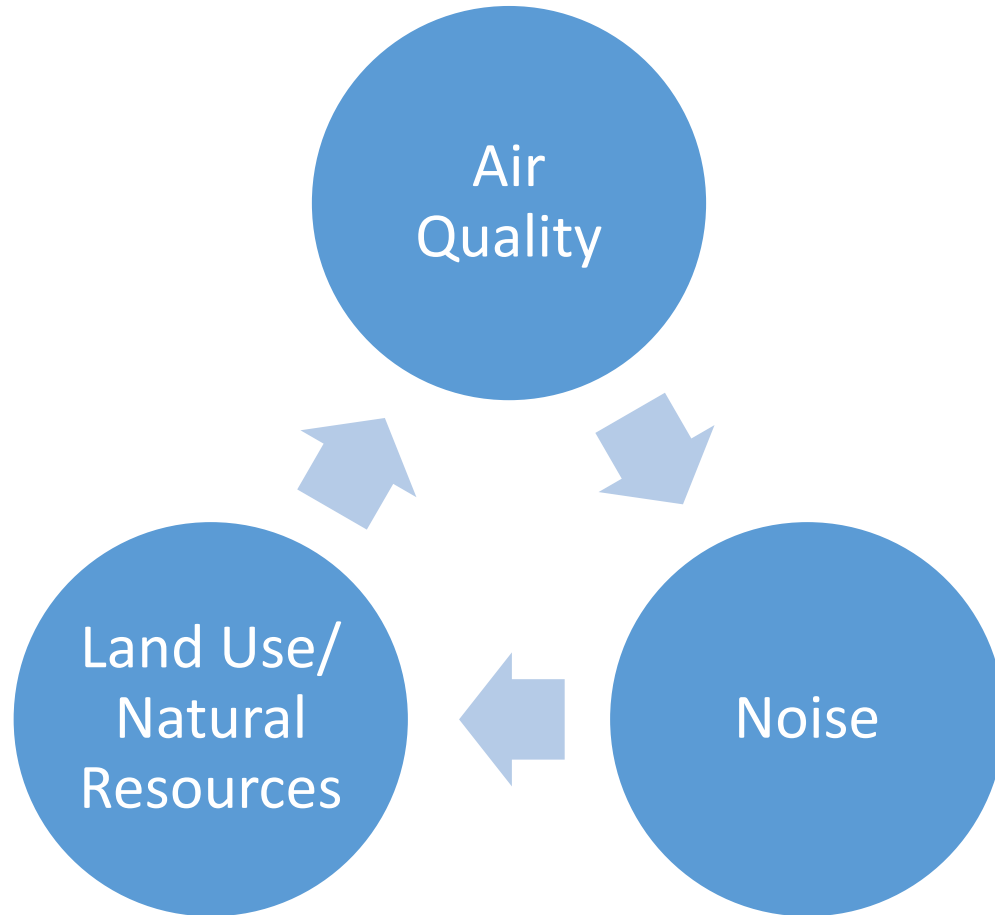 Air
Quality
Land Use/
Natural
Resources
Noise